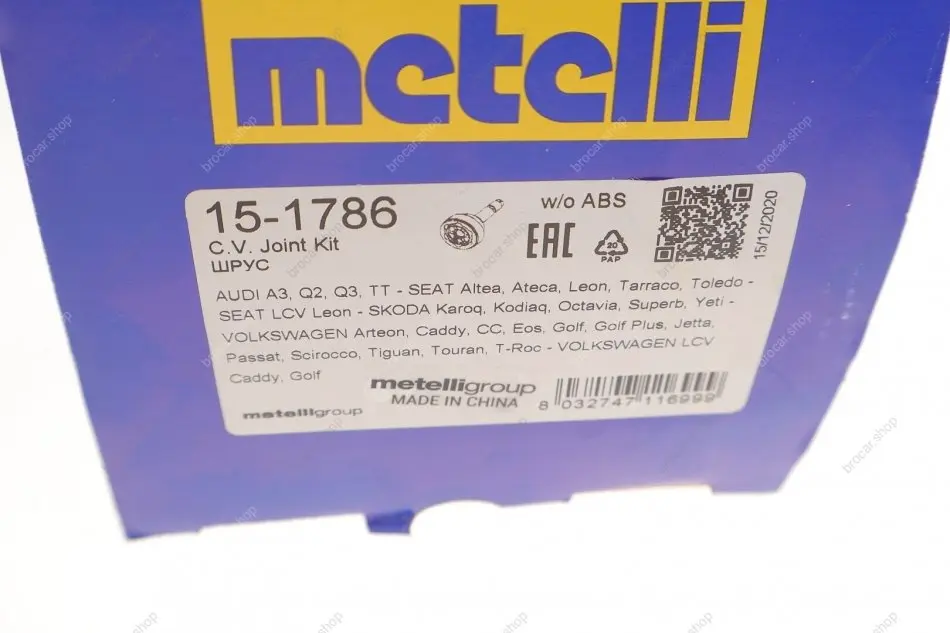 metelli
15-1786
C.V. Joint Kit
ШРУС
w/o ABS
EAC
20
PAP
15/12/2020
AUDI A3, Q2, Q3, TT - SEAT Altea, Ateca, Leon, Tarraco, Toledo -
SEAT LCV Leon - SKODA Karoq, Kodiaq, Octavia, Superb, Yeti -
VOLKSWAGEN Arteon, Caddy, CC, Eos, Golf, Golf Plus, Jetta,
Passat, Scirocco, Tiguan, Touran, T-Roc - VOLKSWAGEN LCV
Caddy, Golf
metelligroup
MADE IN CHINA
metelligroup
8 032747 116999
brocar.shop